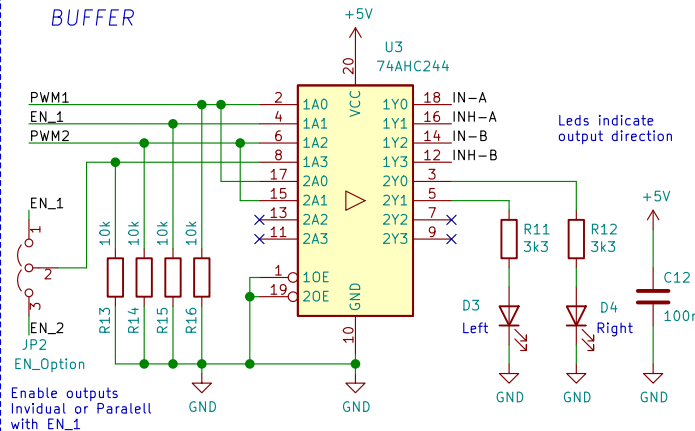 BUFFER
+5V
U3
74AHC244
20
VCC
PWM1
2
1A0
1Y0
18
IN-A
EN_1
4
1A1
1Y1
16
INH-A
PWM2
6
1A2
1Y2
14
IN-B
8
1A3
1Y3
12
INH-B
17
2A0
2Y0
3
15
2A1
2Y1
5
13
2A2
2Y2
7
11
2A3
2Y3
9
1
1OE
19
2OE
GND
10
Leds indicate
output direction
EN_1
1
2
3
EN_2
JP2
EN_Option
10k
10k
10k
10k
R13
R14
R15
R16
Enable outputs
Invidual or Paralell
with EN_1
GND
GND
R11
3k3
R12
3k3
D3
Left
D4
Right
GND
GND
+5V
C12
100n
GND